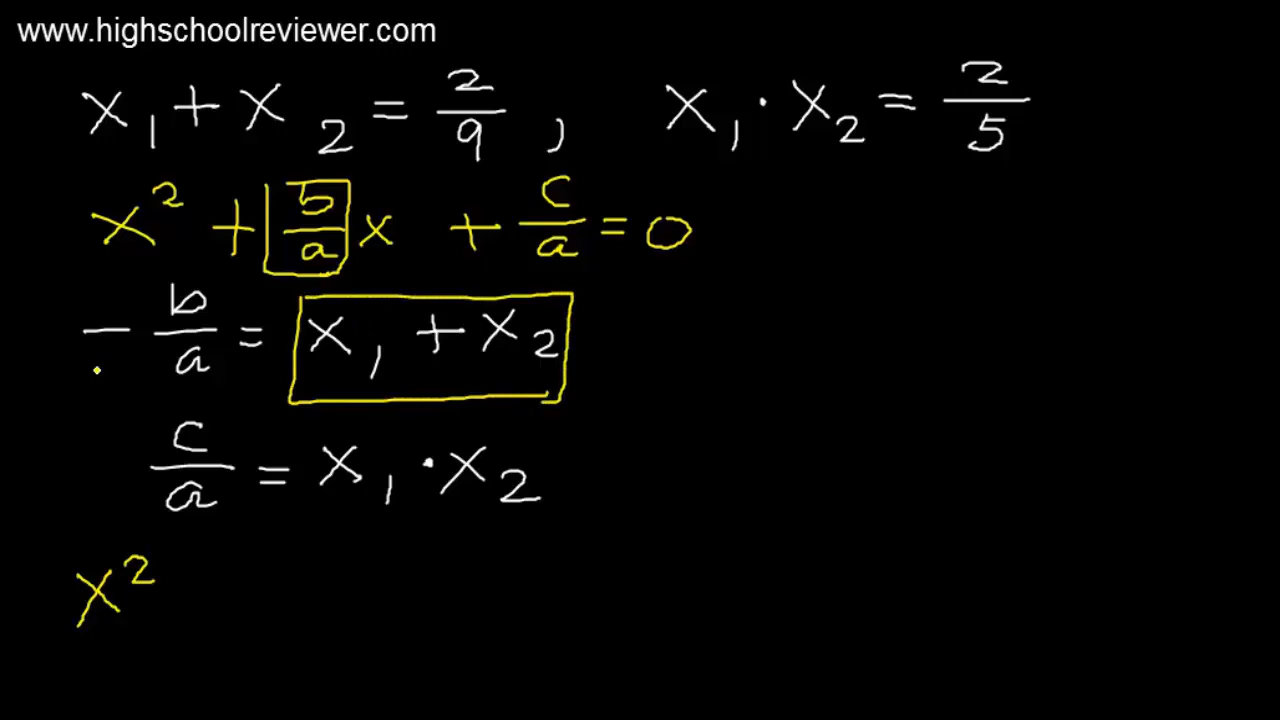 www.highschoolreviewer.com
x₁ + x₂ = 2/9 , x₁ · x₂ = 2/5
x² + b/a x + c/a = 0
− b/a = x₁ + x₂
c/a = x₁ · x₂
x²